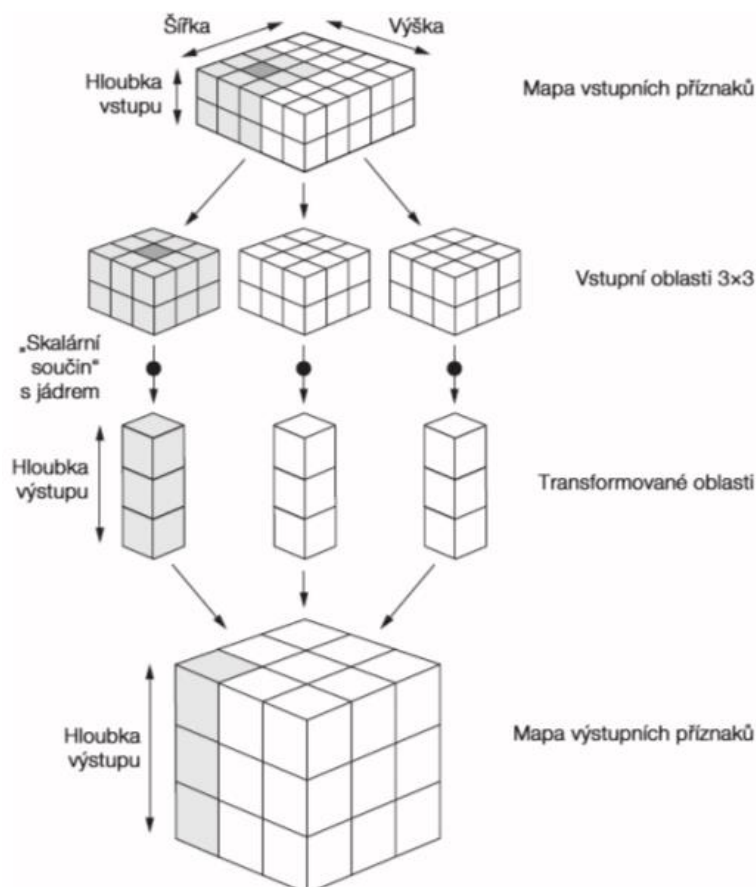 Šířka
Výška
Hloubka
vstupu
Mapa vstupních příznaků
Vstupní oblasti 3×3
„Skalární
součin“
s jádrem
Hloubka
výstupu
Transformované oblasti
Hloubka
výstupu
Mapa výstupních příznaků